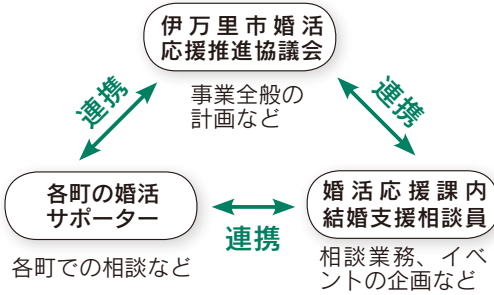 伊万里市婚活
応援推進協議会
事業全般の
計画など
連携
連携
各町の婚活
サポーター
連携
婚活応援課内
結婚支援相談員
各町での相談など
相談業務、イベ
ントの企画など